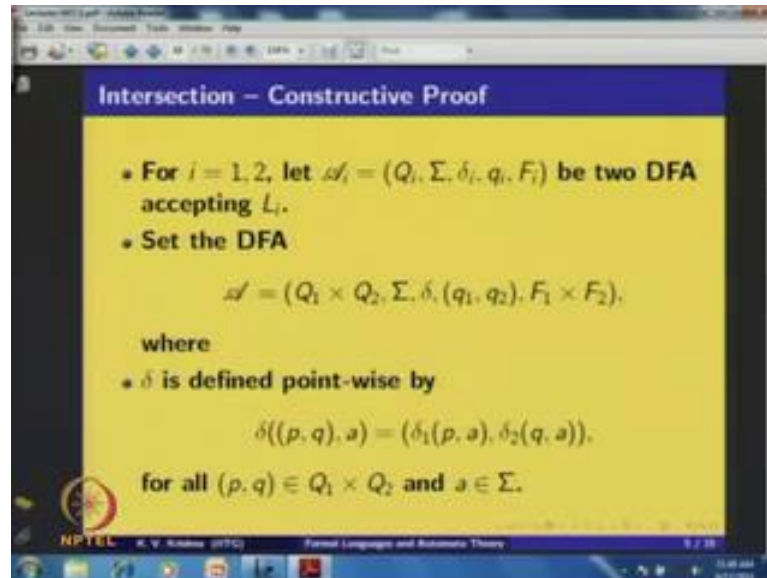 Intersection – Constructive Proof
• For i = 1, 2, let 𝒜ᵢ = (Qᵢ, Σ, δᵢ, qᵢ, Fᵢ) be two DFA
accepting Lᵢ.
• Set the DFA
𝒜 = (Q₁ × Q₂, Σ, δ, (q₁, q₂), F₁ × F₂),
where
• δ is defined point-wise by
δ((p, q), a) = (δ₁(p, a), δ₂(q, a)),
for all (p, q) ∈ Q₁ × Q₂ and a ∈ Σ.
NPTEL
K. V. Krishna (IITG) Formal Languages and Automata Theory